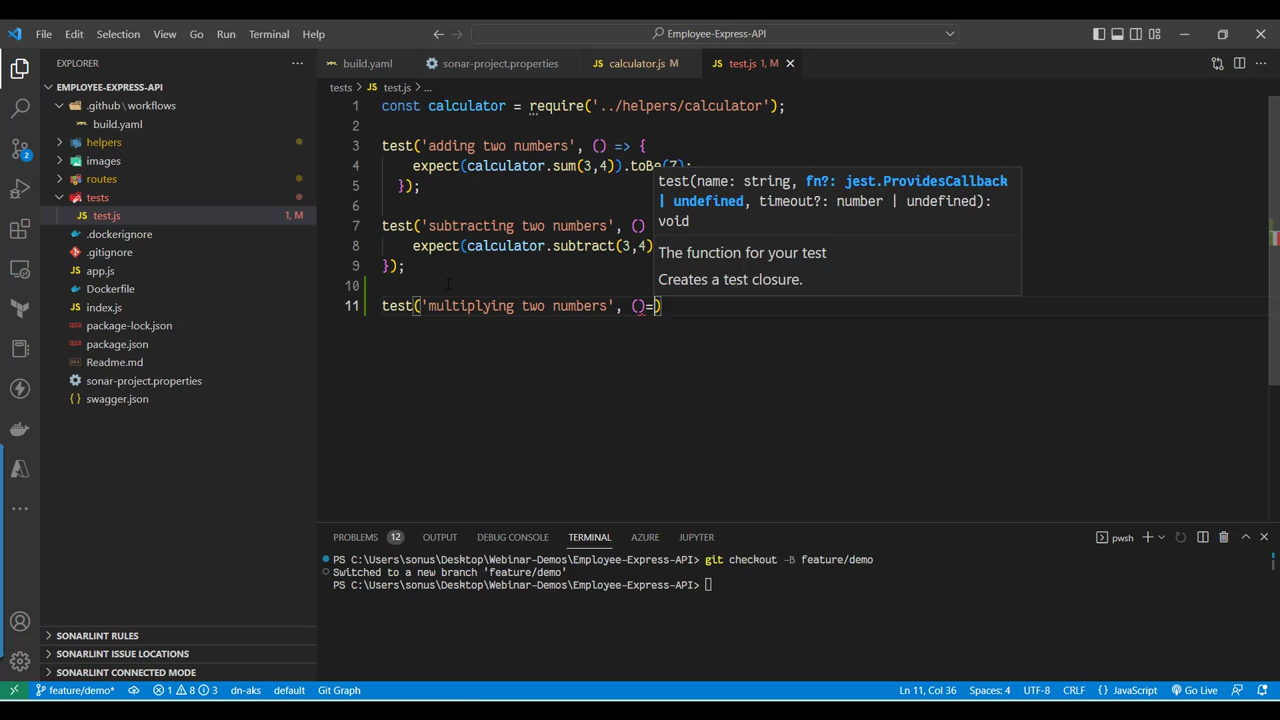 File Edit Selection View Go Run Terminal Help
Employee-Express-API
EXPLORER
build.yaml
sonar-project.properties
JS calculator.js M
JS test.js 1, M
EMPLOYEE-EXPRESS-API
.github \ workflows
build.yaml
helpers
images
routes
tests
JS test.js 1, M
.dockerignore
.gitignore
JS app.js
Dockerfile
JS index.js
package-lock.json
package.json
Readme.md
sonar-project.properties
swagger.json
tests > JS test.js > ...
1 const calculator = require('../helpers/calculator');
2
3 test('adding two numbers', () => {
4 expect(calculator.sum(3,4)).toBe(7);
5 });
6
7 test('subtracting two numbers', ()
8 expect(calculator.subtract(3,4)
9 });
10
11 test('multiplying two numbers', ()=)
test(name: string, fn?: jest.ProvidesCallback
| undefined, timeout?: number | undefined):
void
The function for your test
Creates a test closure.
2
PROBLEMS 12 OUTPUT DEBUG CONSOLE TERMINAL AZURE JUPYTER
pwsh
PS C:\Users\sonus\Desktop\Webinar-Demos\Employee-Express-API> git checkout -B feature/demo
Switched to a new branch 'feature/demo'
PS C:\Users\sonus\Desktop\Webinar-Demos\Employee-Express-API>
SONARLINT RULES
SONARLINT ISSUE LOCATIONS
SONARLINT CONNECTED MODE
feature/demo* 1 8 3 dn-aks default Git Graph
Ln 11, Col 36 Spaces: 4 UTF-8 CRLF {} JavaScript Go Live